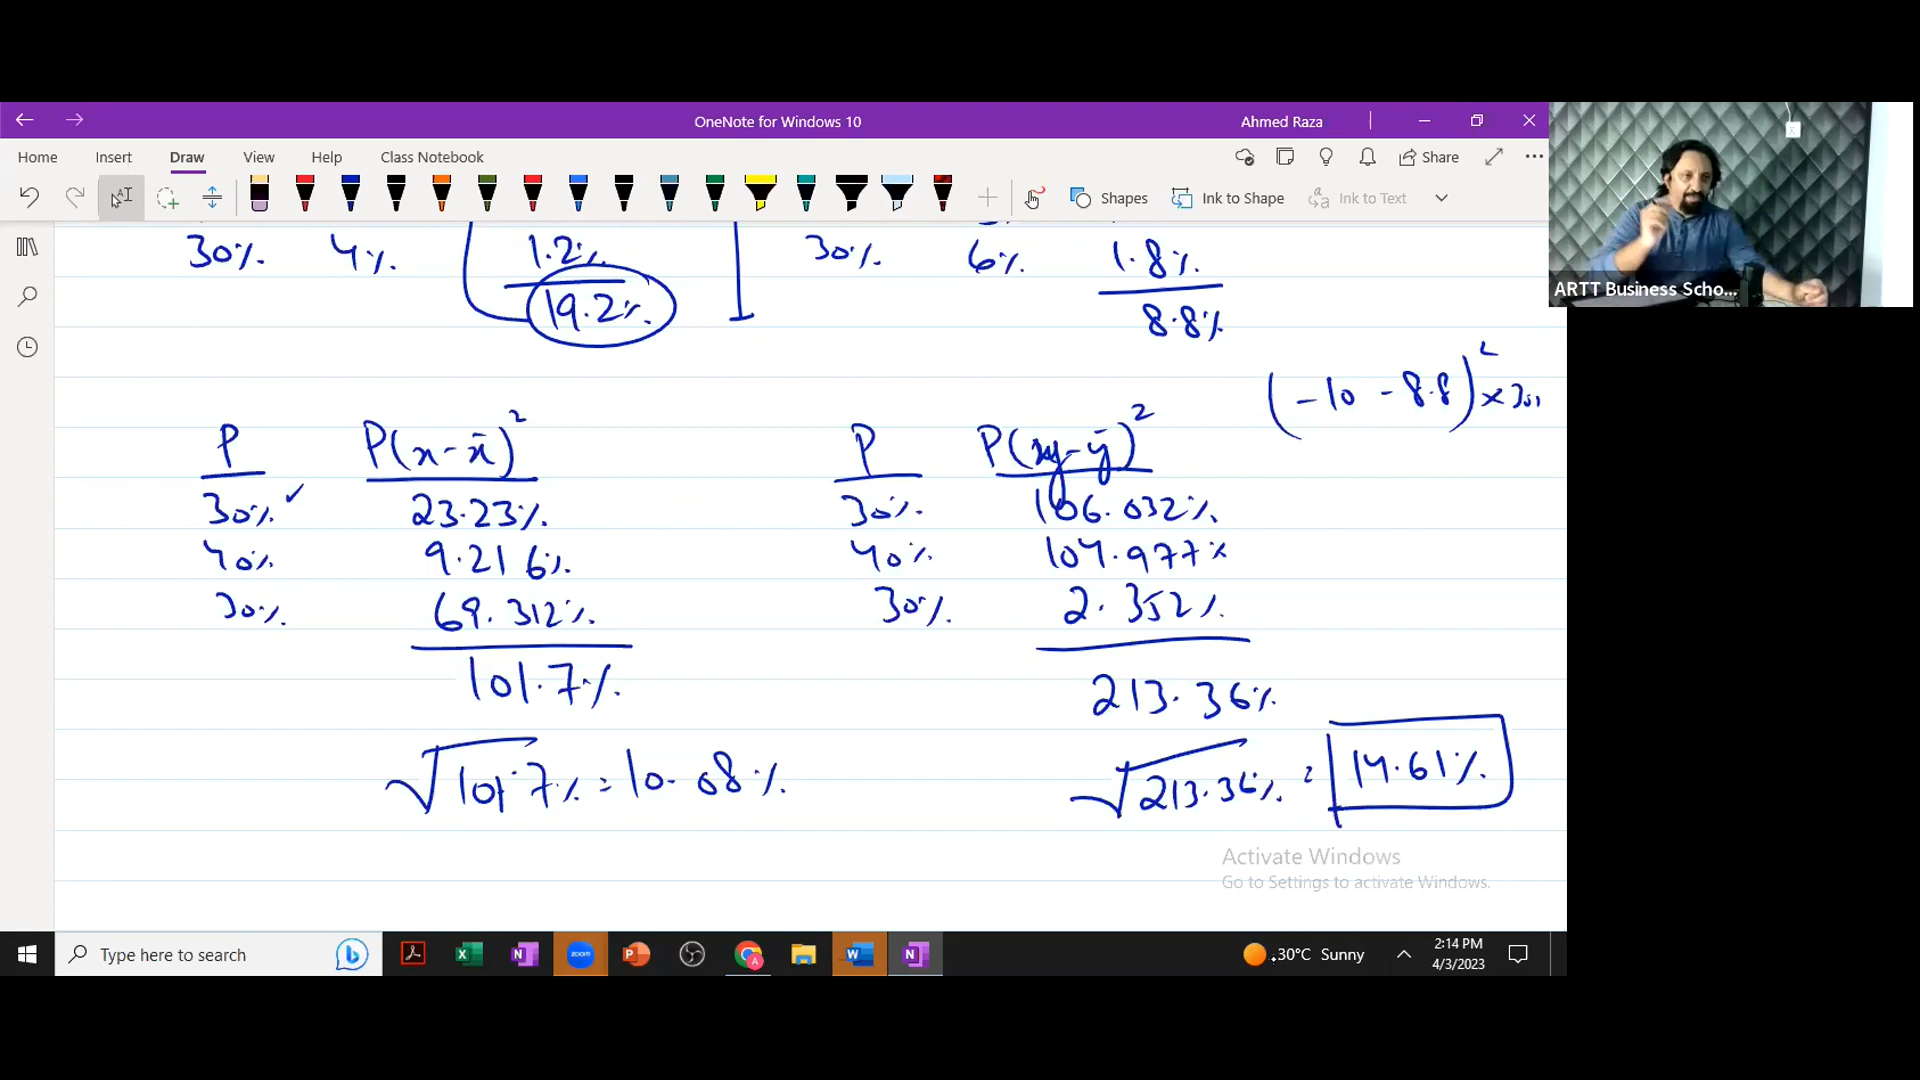 OneNote for Windows 10
Ahmed Raza
Home Insert Draw View Help Class Notebook
Share
Shapes Ink to Shape Ink to Text
30% 4% 1.2% 30% 6% 1.8%
19.2% 8.8%
ARTT Business Scho...
(-10 - 8.8)² ×
P P(x-x̄)² P P(y-ȳ)²
30% ✓ 23.23% 30% 106.032%
40% 9.216% 40% 104.977%
30% 69.312% 30% 2.352%
101.7% 213.36%
√101.7% = 10.08% √213.36% = 14.61%
Activate Windows
Go to Settings to activate Windows.
Type here to search
zoom
30°C Sunny
2:14 PM
4/3/2023